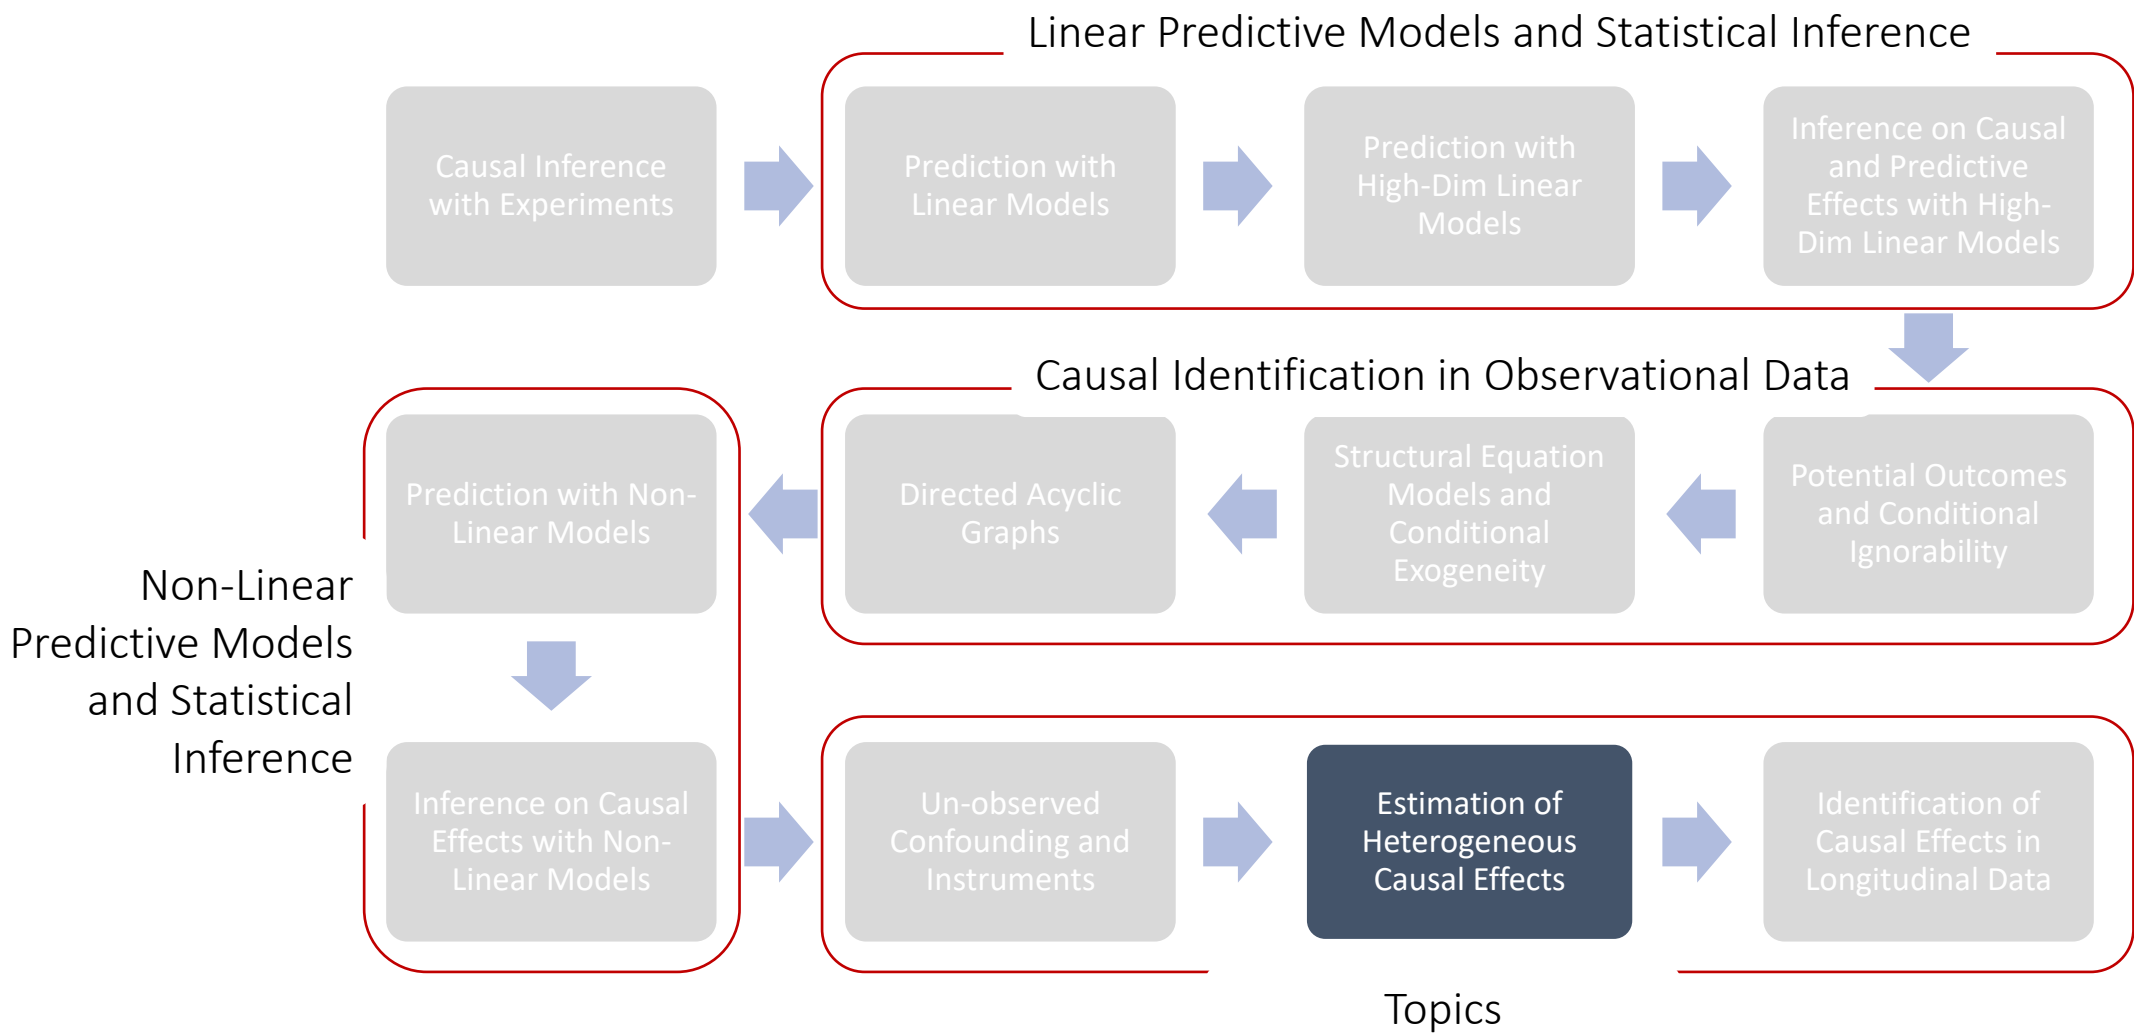 Linear Predictive Models and Statistical Inference
Causal Inference
with Experiments
Prediction with
Linear Models
Prediction with
High-Dim Linear
Models
Inference on Causal
and Predictive
Effects with High-
Dim Linear Models
Causal Identification in Observational Data
Potential Outcomes
and Conditional
Ignorability
Structural Equation
Models and
Conditional
Exogeneity
Directed Acyclic
Graphs
Prediction with Non-
Linear Models
Non-Linear
Predictive Models
and Statistical
Inference
Inference on Causal
Effects with Non-
Linear Models
Un-observed
Confounding and
Instruments
Estimation of
Heterogeneous
Causal Effects
Identification of
Causal Effects in
Longitudinal Data
Topics